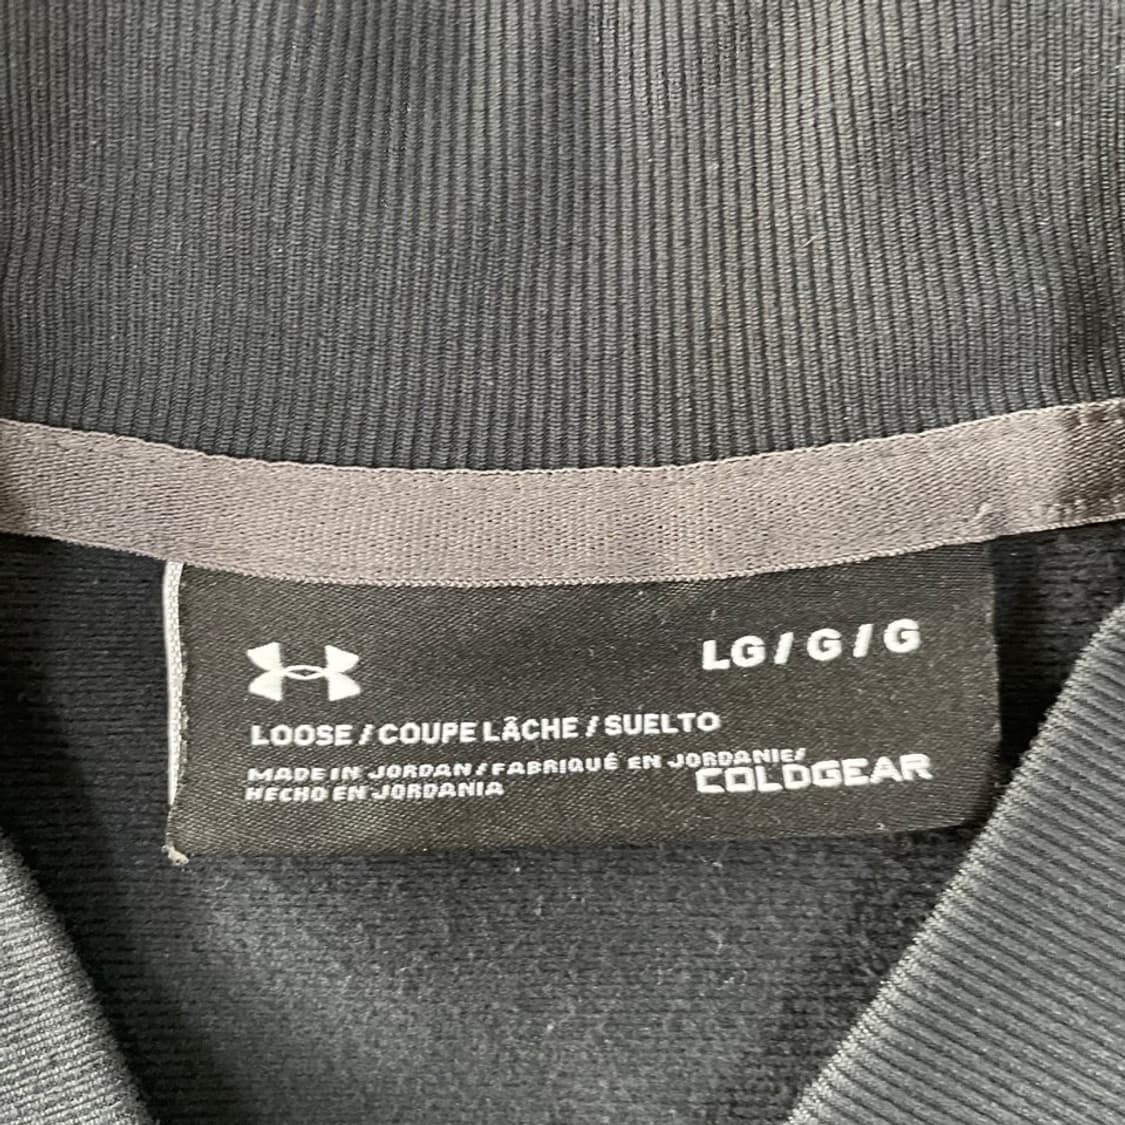 LG / G / G
LOOSE / COUPE LÂCHE / SUELTO
MADE IN JORDAN / FABRIQUÉ EN JORDANIE/
HECHO EN JORDANIA
COLDGEAR